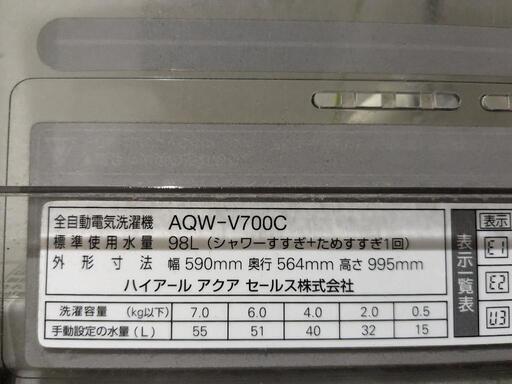 全自動電気洗濯機 AQW-V700C
標準使用水量 98L（シャワーすすぎ+ためすすぎ1回）
外形寸法 幅 590mm 奥行 564mm 高さ 995mm
ハイアール アクア セールス株式会社
洗濯容量（kg以下） 7.0 6.0 4.0 2.0 0.5
手動設定の水量（L） 55 51 40 32 15
表示一覧表
表示
E1
E2
U3